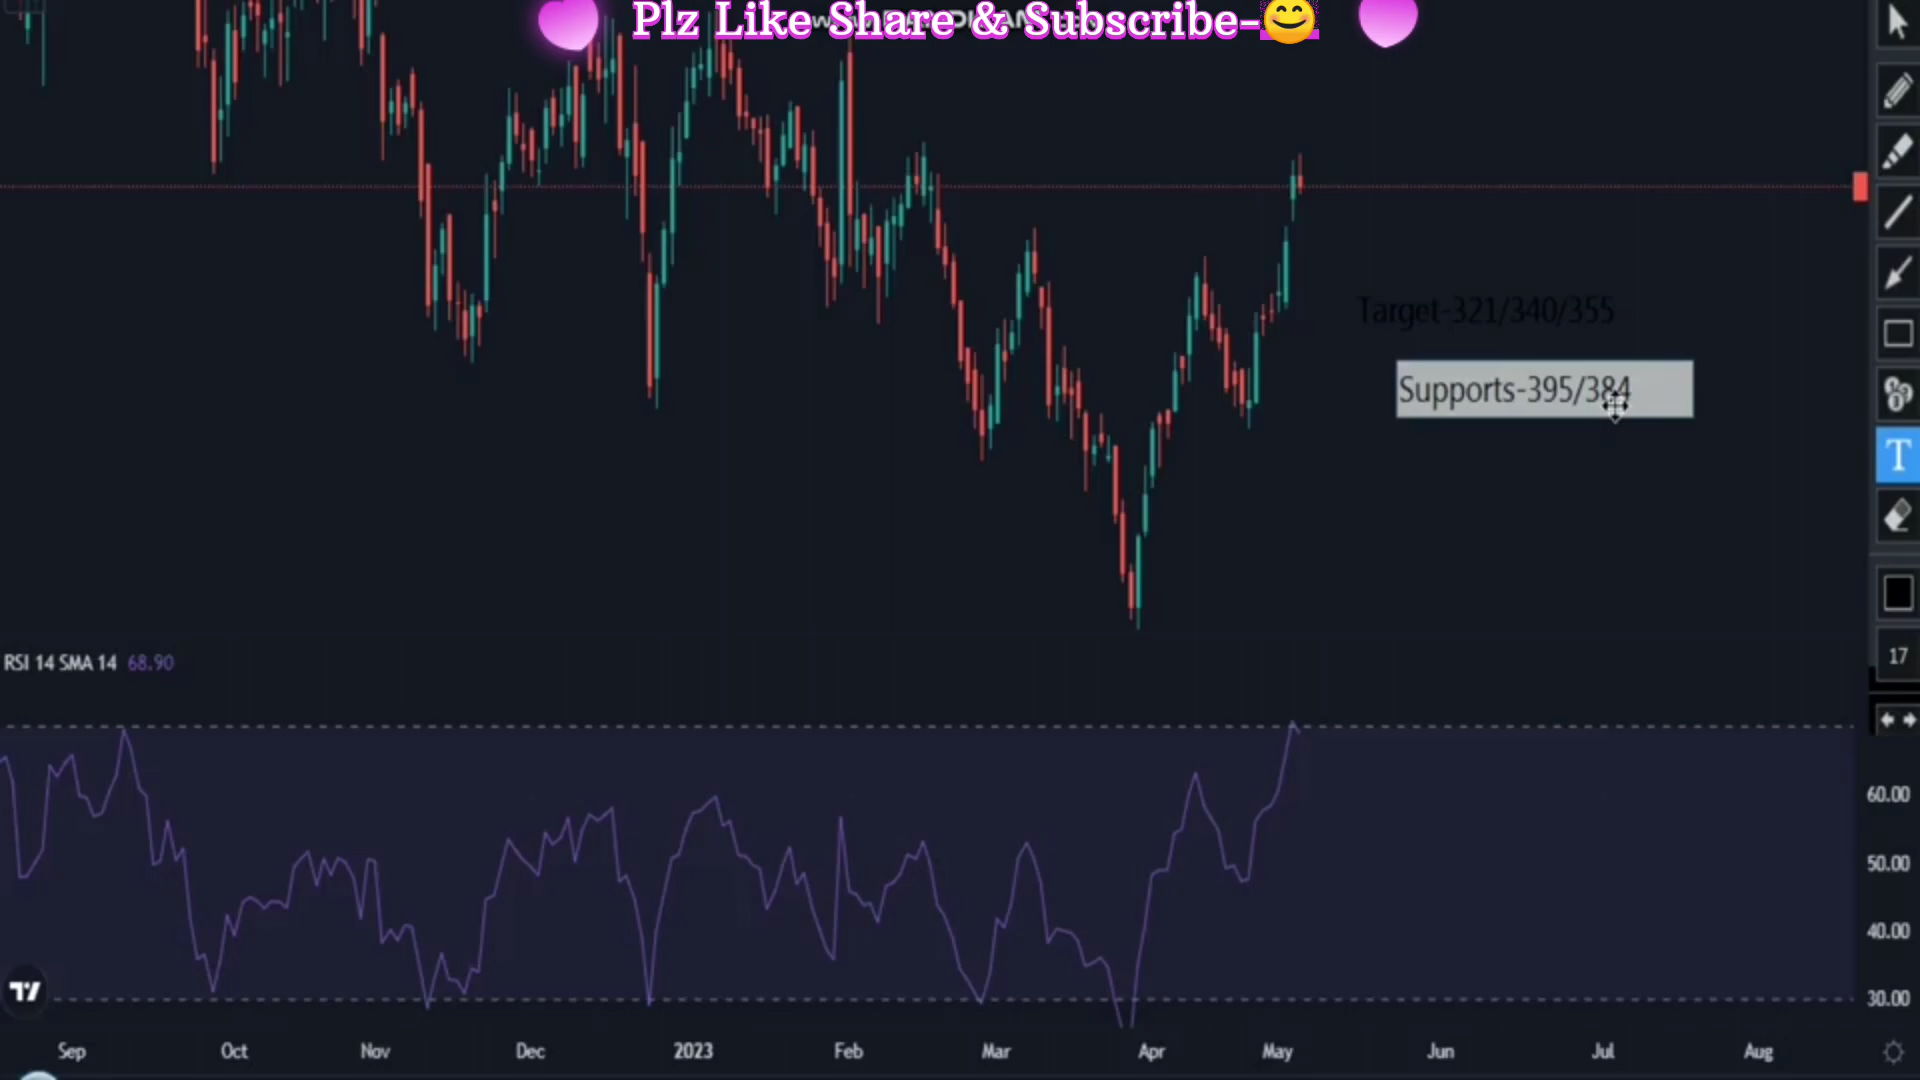 Plz Like Share & Subscribe-😊
Target-321/340/355
Supports-395/384
T
17
RSI 14 SMA 14 68.90
60.00
50.00
40.00
30.00
Sep Oct Nov Dec 2023 Feb Mar Apr May Jun Jul Aug